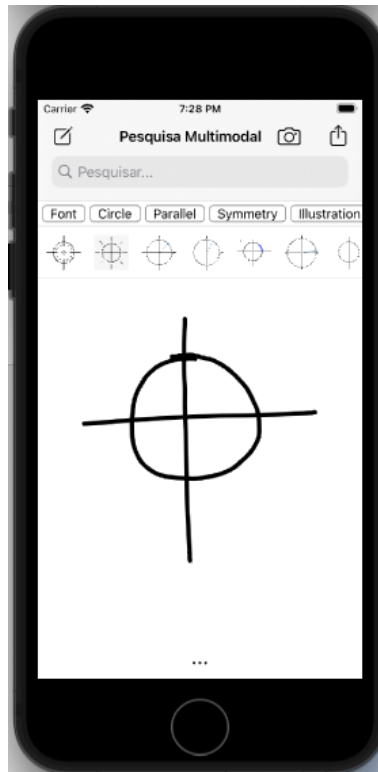 Carrier 7:28 PM
Pesquisa Multimodal
Pesquisar...
Font Circle Parallel Symmetry Illustration
...